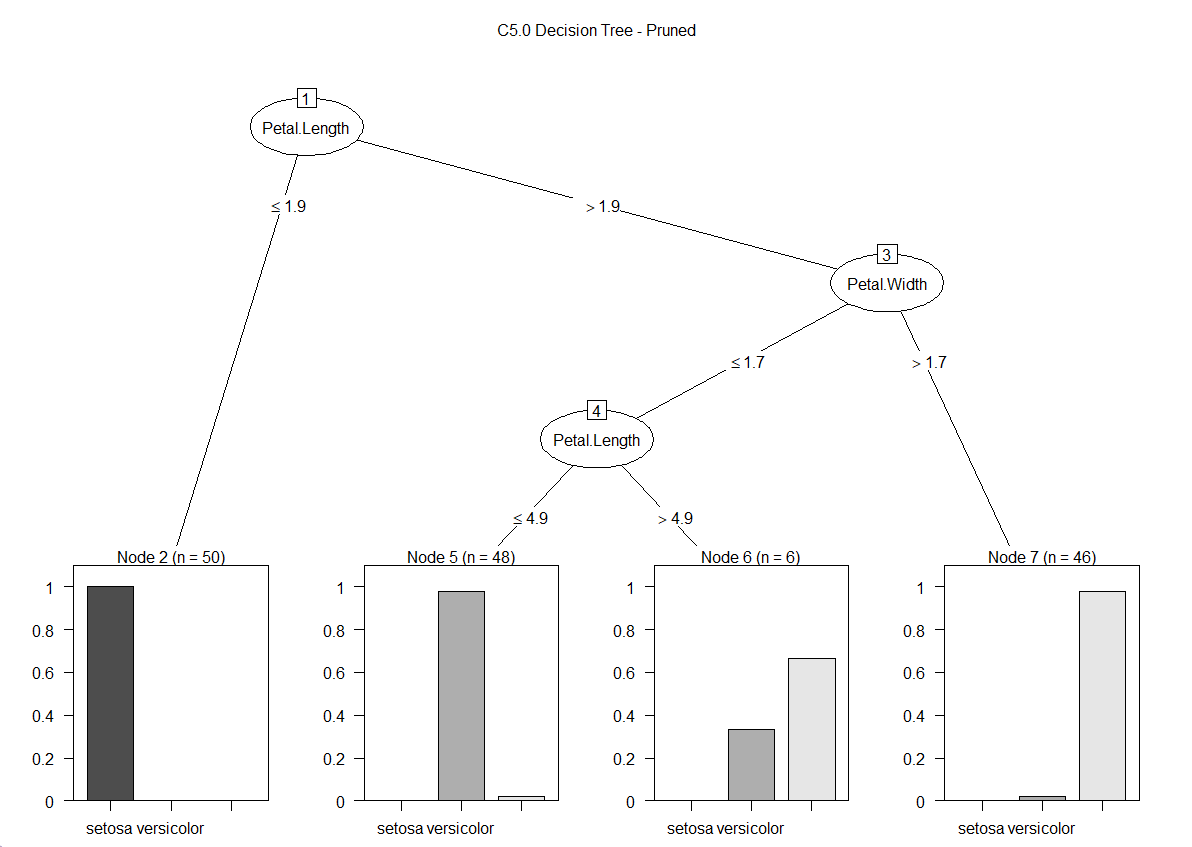 C5.0 Decision Tree - Pruned
1
Petal.Length
≤ 1.9
> 1.9
3
Petal.Width
≤ 1.7
> 1.7
4
Petal.Length
≤ 4.9
> 4.9
Node 2 (n = 50)
1
0.8
0.6
0.4
0.2
0
setosa versicolor
Node 5 (n = 48)
1
0.8
0.6
0.4
0.2
0
setosa versicolor
Node 6 (n = 6)
1
0.8
0.6
0.4
0.2
0
setosa versicolor
Node 7 (n = 46)
1
0.8
0.6
0.4
0.2
0
setosa versicolor